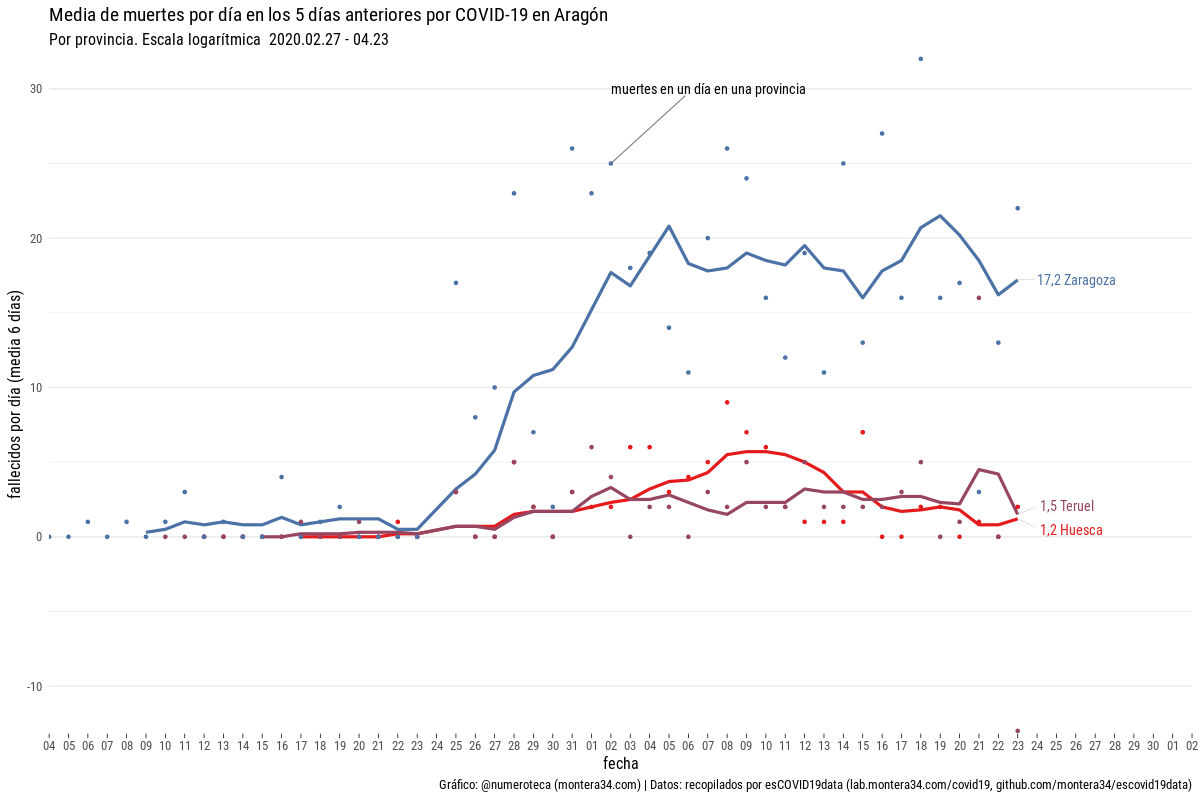 Media de muertes por día en los 5 días anteriores por COVID-19 en Aragón
Por provincia. Escala logarítmica  2020.02.27 - 04.23
muertes en un día en una provincia
30
20
10
0
-10
fallecidos por día (media 6 días)
17,2 Zaragoza
1,5 Teruel
1,2 Huesca
04 05 06 07 08 09 10 11 12 13 14 15 16 17 18 19 20 21 22 23 24 25 26 27 28 29 30 31 01 02 03 04 05 06 07 08 09 10 11 12 13 14 15 16 17 18 19 20 21 22 23 24 25 26 27 28 29 30 01 02
fecha
Gráfico: @numeroteca (montera34.com) | Datos: recopilados por esCOVID19data (lab.montera34.com/covid19, github.com/montera34/escovid19data)